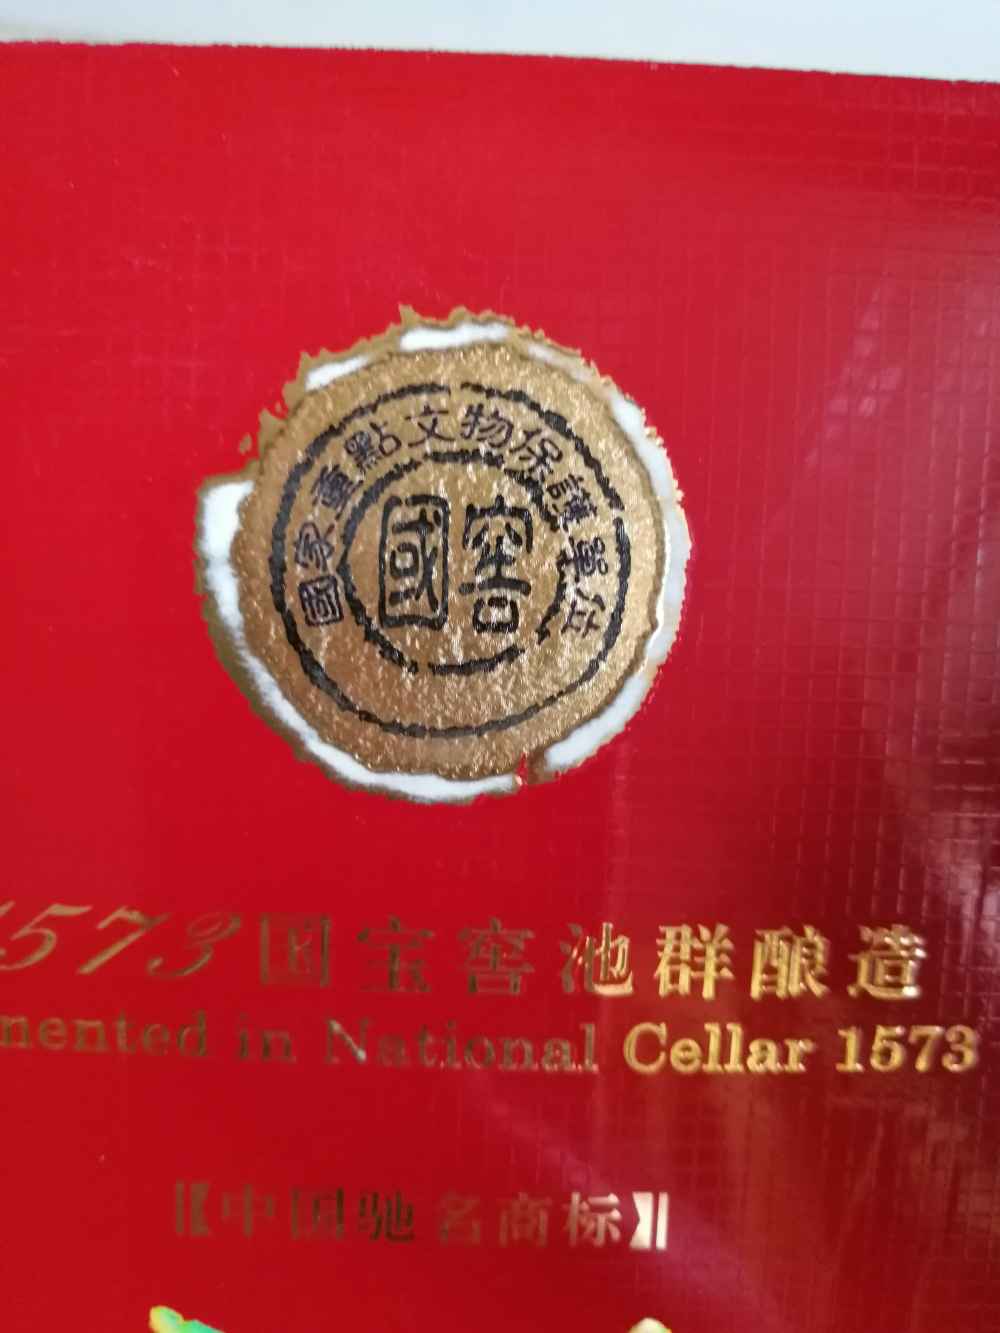 國家重點文物保護單位
國窖
1573国宝窖池群酿造
mented in National Cellar 1573
【中国驰名商标】